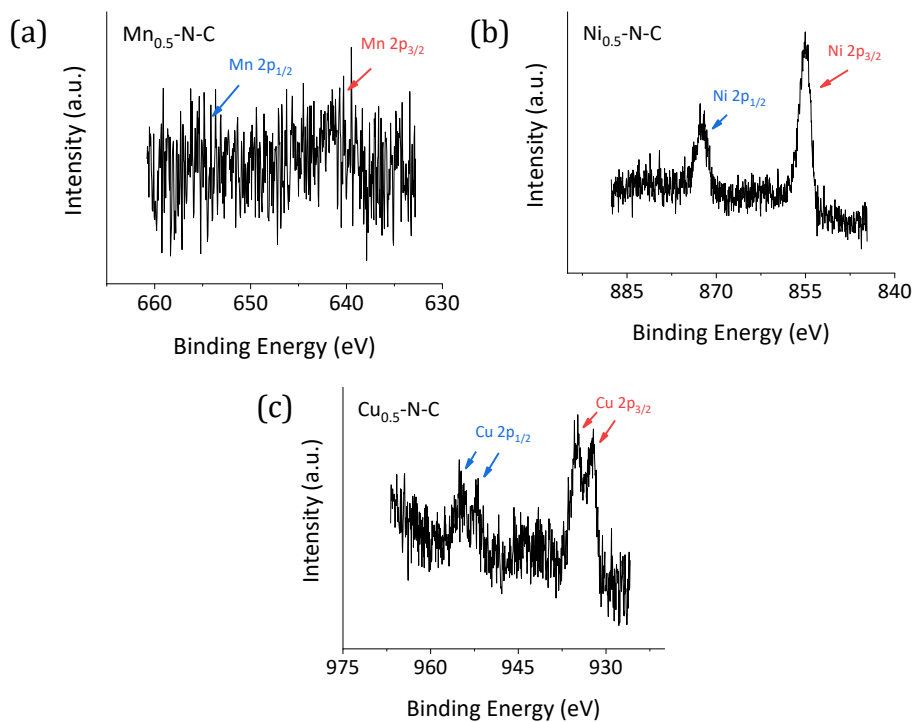 (a)
Mn0.5-N-C
Mn 2p1/2
Mn 2p3/2
Intensity (a.u.)
660 650 640 630
Binding Energy (eV)
(b)
Ni0.5-N-C
Ni 2p1/2
Ni 2p3/2
Intensity (a.u.)
885 870 855 840
Binding Energy (eV)
(c)
Cu0.5-N-C
Cu 2p1/2
Cu 2p3/2
Intensity (a.u.)
975 960 945 930
Binding Energy (eV)